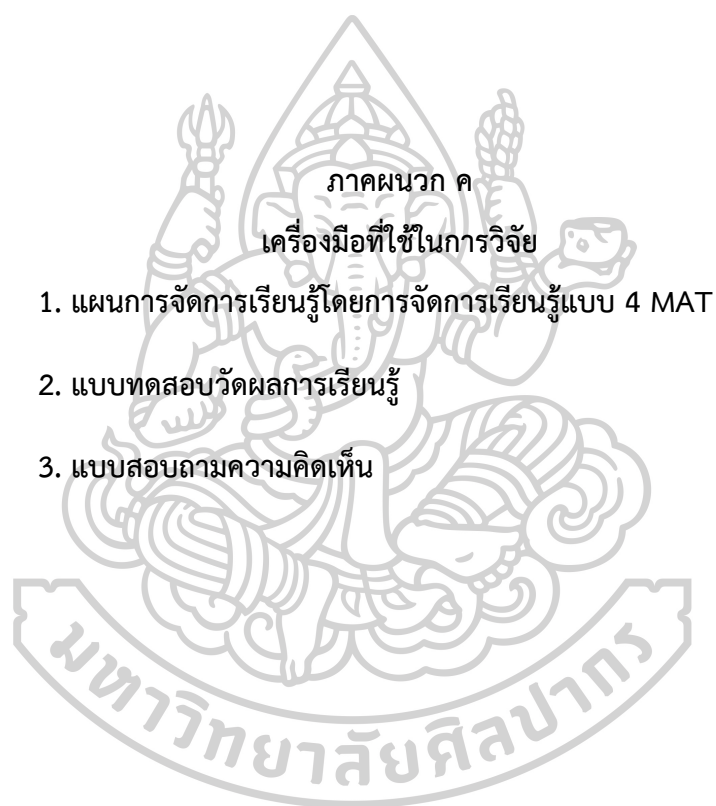 ภาคผนวก ค
เครื่องมือที่ใช้ในการวิจัย
1. แผนการจัดการเรียนรู้โดยการจัดการเรียนรู้แบบ 4 MAT
2. แบบทดสอบวัดผลการเรียนรู้
3. แบบสอบถามความคิดเห็น
มหาวิทยาลัยศิลปากร